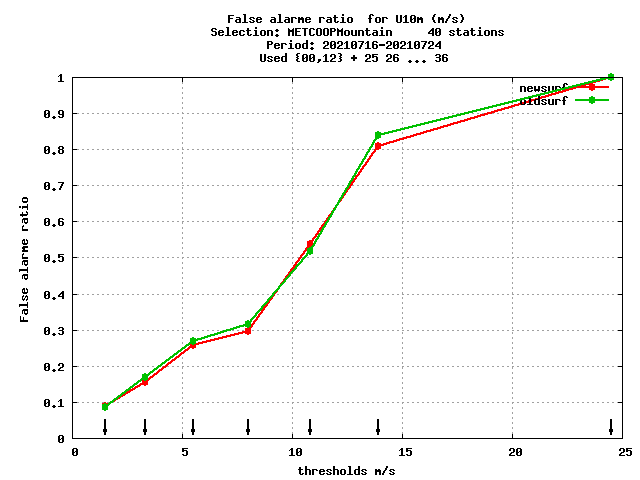 False alarme ratio  for U10m (m/s)
Selection: METCOOPMountain     40 stations
Period: 20210716-20210724
Used {00,12} + 25 26 ... 36
1
newsurf
oldsurf
0.9
0.8
0.7
0.6
0.5
0.4
0.3
0.2
0.1
0
False alarme ratio
0 5 10 15 20 25
thresholds m/s